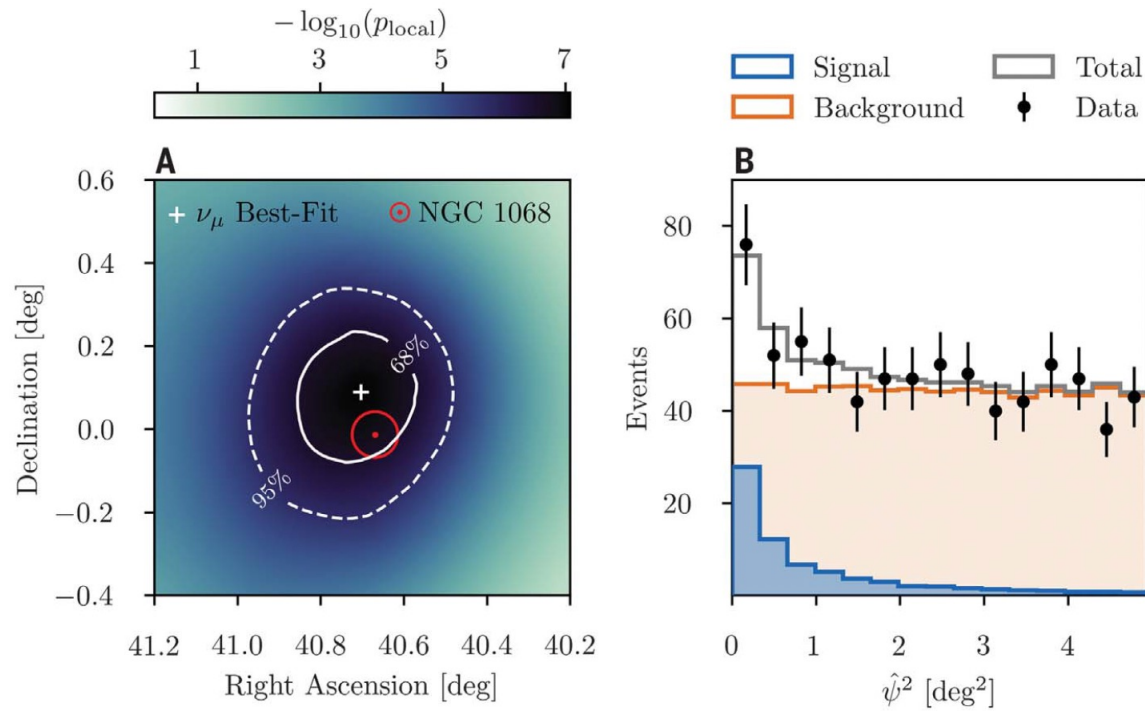 − log₁₀(p_local)
1 3 5 7
Signal Total
Background Data
A
B
ν_μ Best-Fit NGC 1068
68%
95%
0.6
0.4
0.2
0.0
−0.2
−0.4
Declination [deg]
41.2 41.0 40.8 40.6 40.4 40.2
Right Ascension [deg]
80
60
40
20
Events
0 1 2 3 4
ψ̂² [deg²]